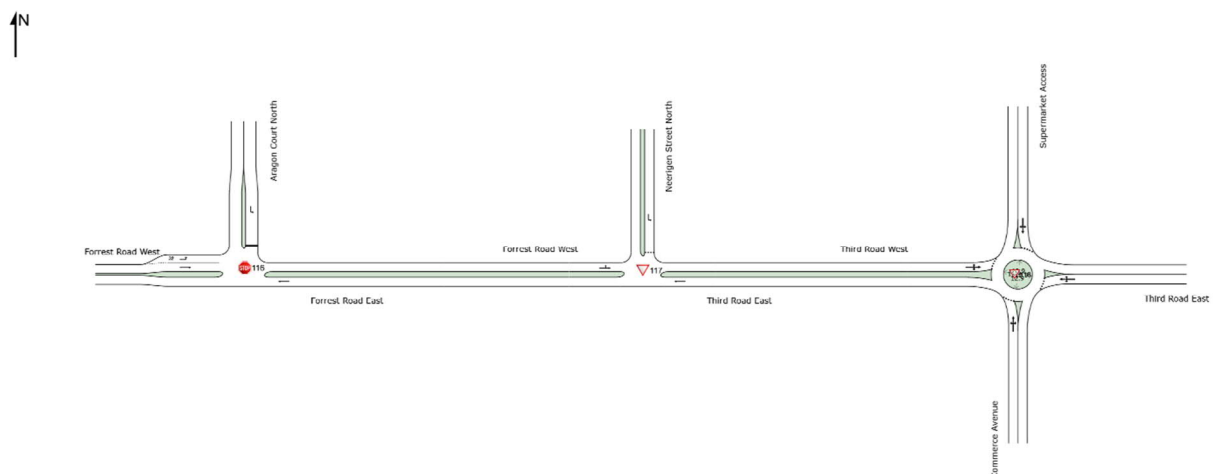 N
Aragon Court North
Neerigen Street North
Supermarket Access
Forrest Road West
Forrest Road West
Third Road West
STOP
116
117
Forrest Road East
Third Road East
Third Road East
Commerce Avenue